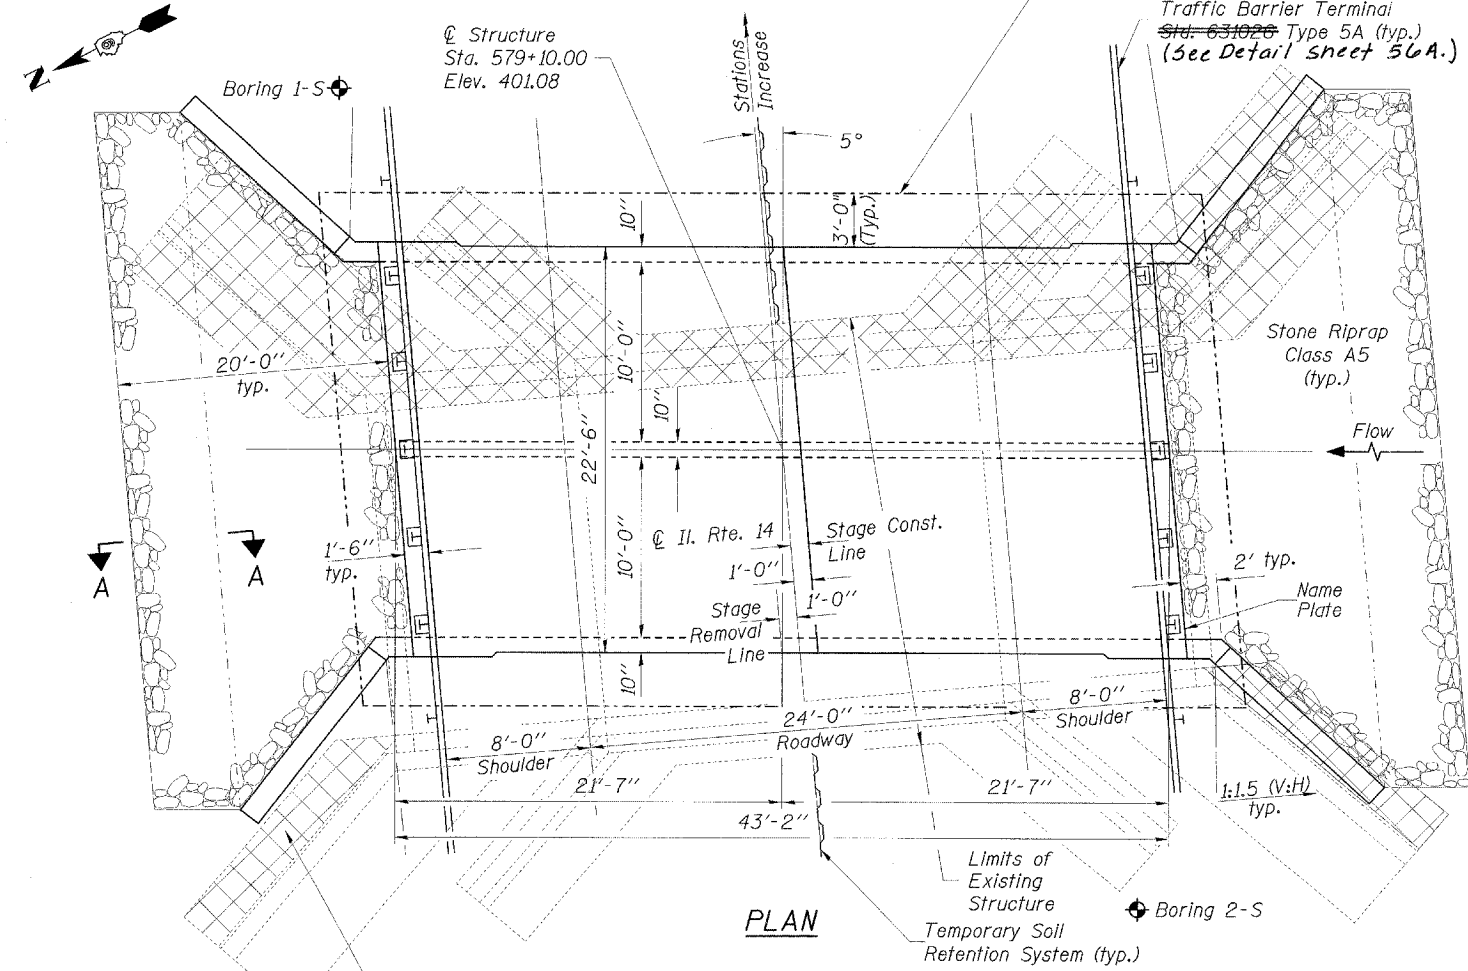 Traffic Barrier Terminal
Std. 631026 Type 5A (typ.)
(See Detail sheet 56A.)
℄ Structure
Sta. 579+10.00
Elev. 401.08
Stations
Increase
N
Boring 1-S
5°
10"
3'-0"
(Typ.)
Stone Riprap
Class A5
(typ.)
20'-0"
typ.
10'-0"
10"
22'-6"
Flow
℄ Il. Rte. 14
Stage Const.
Line
10'-0"
1'-6"
typ.
A
A
1'-0"
1'-0"
2' typ.
Name
Plate
Stage
Removal
Line
10"
8'-0"
Shoulder
24'-0"
Roadway
8'-0"
Shoulder
21'-7"
21'-7"
1:1.5 (V:H)
typ.
43'-2"
Limits of
Existing
Structure
PLAN
Boring 2-S
Temporary Soil
Retention System (typ.)